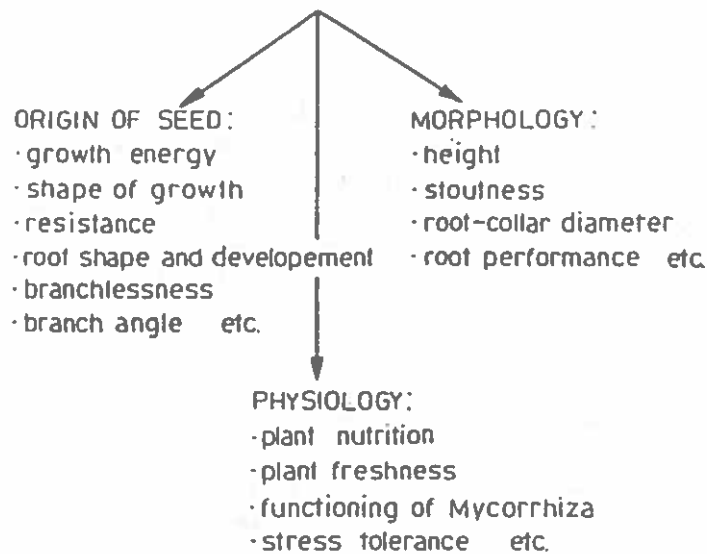 ORIGIN OF SEED:
·growth energy
·shape of growth
·resistance
·root shape and developement
·branchlessness
·branch angle etc.
MORPHOLOGY:
·height
·stoutness
·root-collar diameter
·root performance etc.
PHYSIOLOGY:
·plant nutrition
·plant freshness
·functioning of Mycorrhiza
·stress tolerance etc.